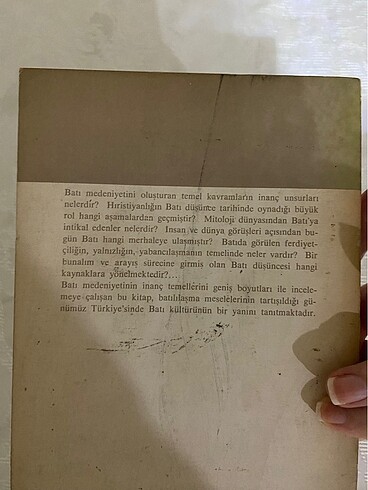 Batı medeniyetini oluşturan temel kavramların inanç unsurları
nelerdir? Hıristiyanlığın Batı düşünce tarihinde oynadığı büyük
rol hangi aşamalardan geçmiştir? Mitoloji dünyasından Batı'ya
intikal edenler nelerdir? İnsan ve dünya görüşleri açısından bu-
gün Batı hangi merhaleye ulaşmıştır? Batıda görülen ferdiyet-
çiliğin, yalnızlığın, yabancılaşmanın temelinde neler vardır? Bir
bunalım ve arayış sürecine girmiş olan Batı düşüncesi hangi
kaynaklara yönelmektedir?...
Batı medeniyetinin inanç temellerini geniş boyutları ile incele-
meye çalışan bu kitap, batılılaşma meselelerinin tartışıldığı gü-
nümüz Türkiye'sinde Batı kültürünün bir yanını tanıtmaktadır.